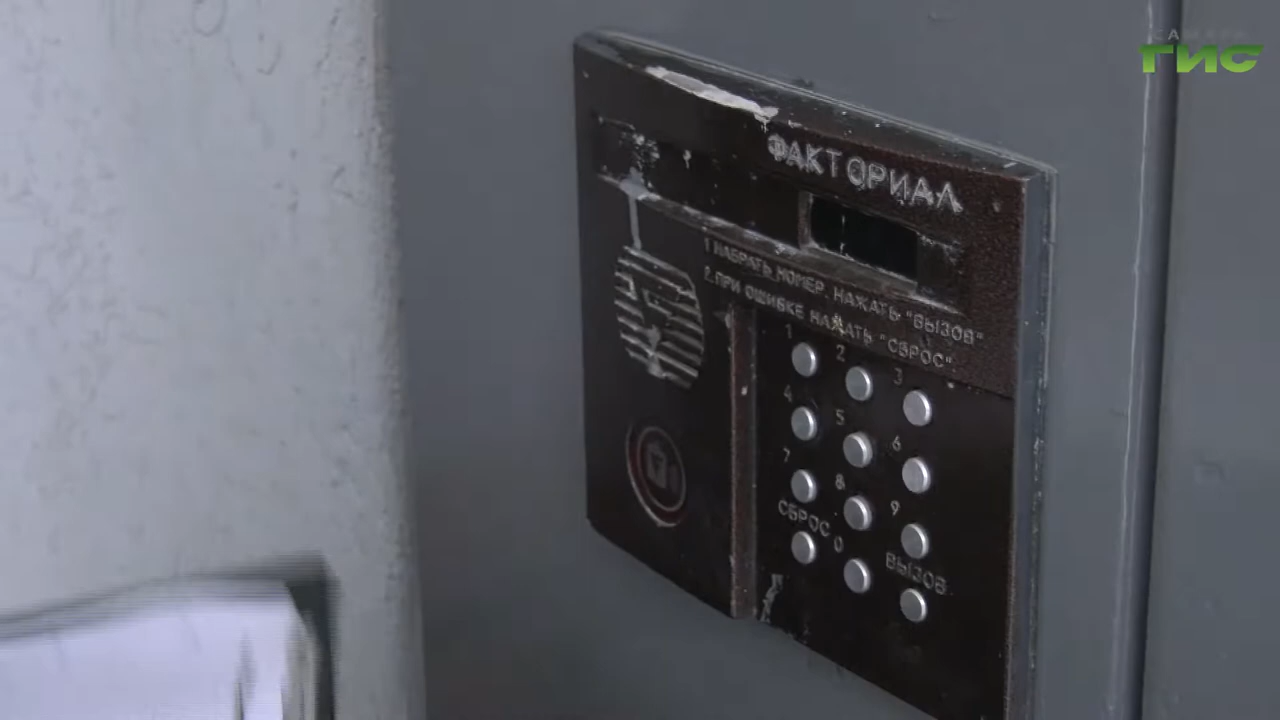 САМАРА
ГИС
ФАКТОРИАЛ
1 НАБРАТЬ НОМЕР. НАЖАТЬ "ВЫЗОВ"
2. ПРИ ОШИБКЕ НАЖАТЬ "СБРОС".
1 2 3
4 5 6
7 8 9
СБРОС 0 ВЫЗОВ